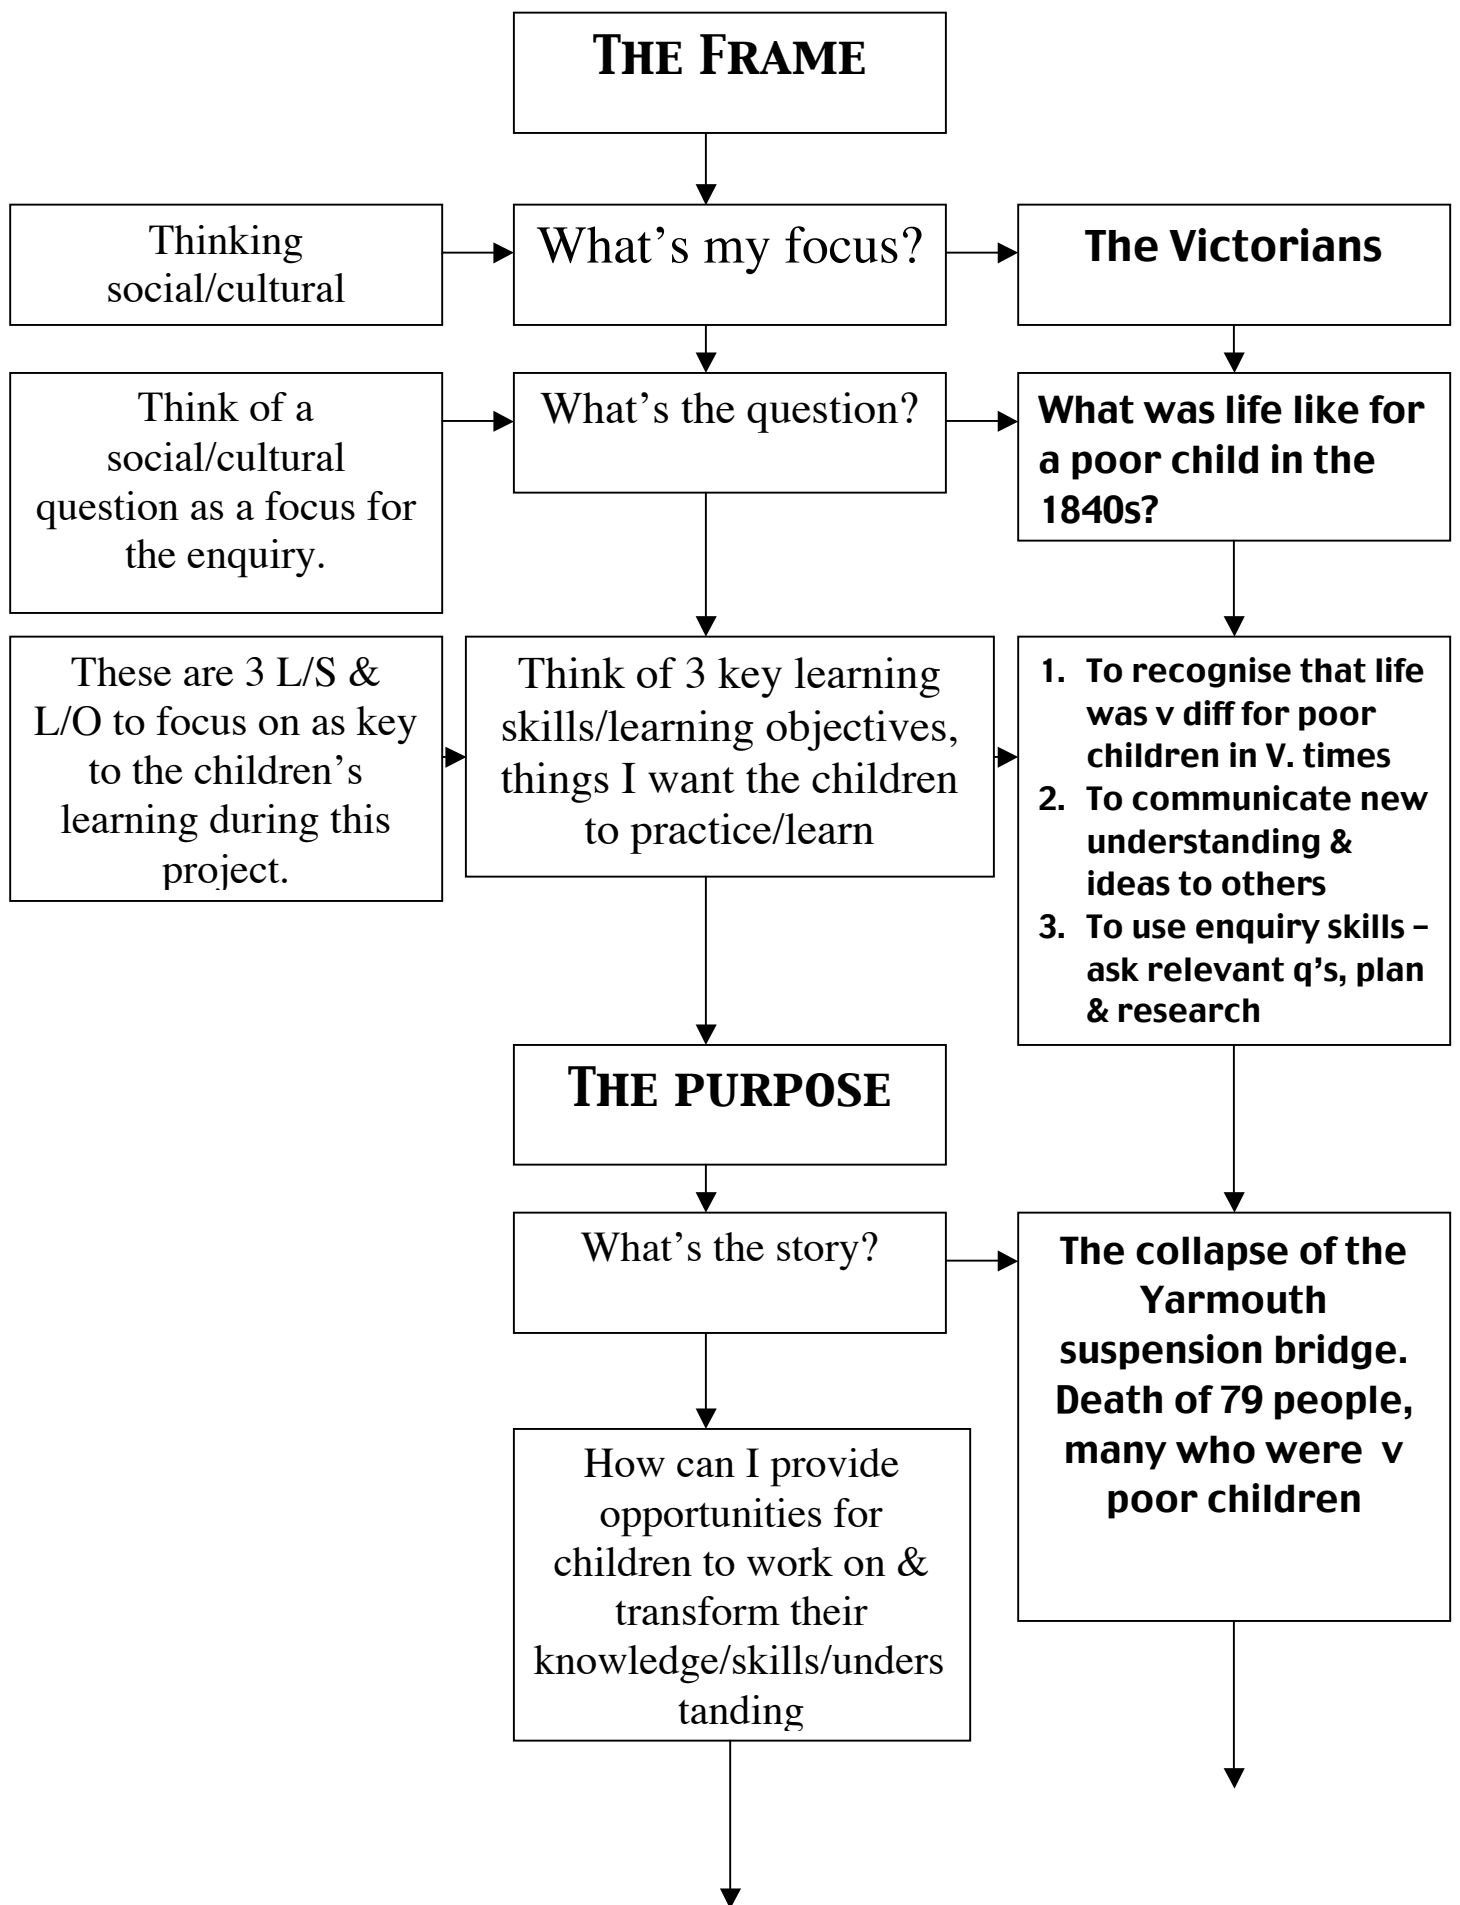 THE FRAME
Thinking
social/cultural
What's my focus?
The Victorians
Think of a
social/cultural
question as a focus for
the enquiry.
What's the question?
What was life like for
a poor child in the
1840s?
These are 3 L/S &
L/O to focus on as key
to the children's
learning during this
project.
Think of 3 key learning
skills/learning objectives,
things I want the children
to practice/learn
1. To recognise that life
was v diff for poor
children in V. times
2. To communicate new
understanding &
ideas to others
3. To use enquiry skills –
ask relevant q's, plan
& research
THE PURPOSE
What's the story?
The collapse of the
Yarmouth
suspension bridge.
Death of 79 people,
many who were v
poor children
How can I provide
opportunities for
children to work on &
transform their
knowledge/skills/unders
tanding